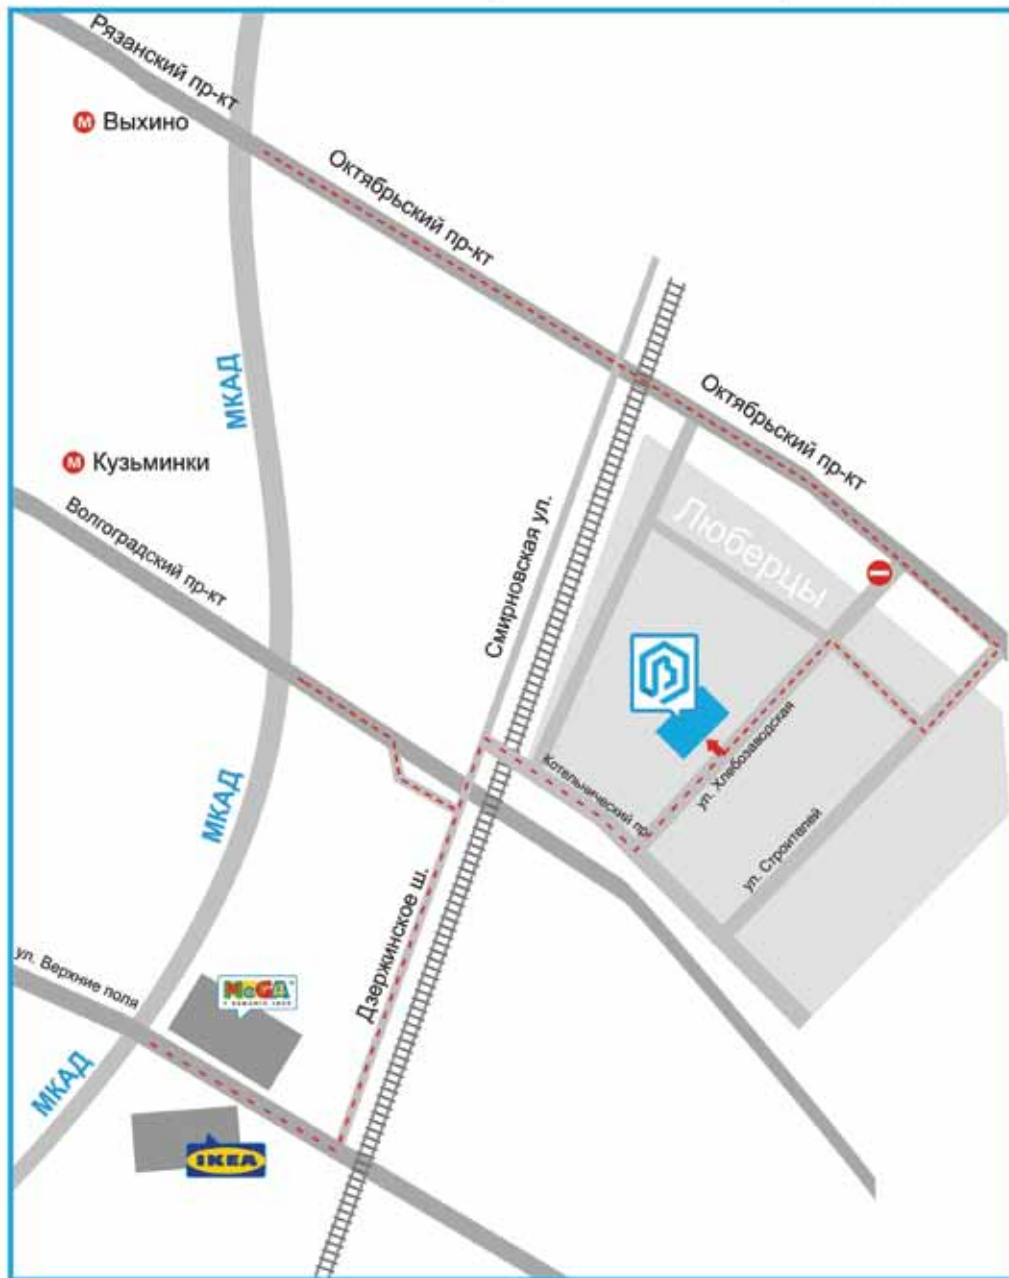 Рязанский пр-кт
М Выхино
Октябрьский пр-кт
МКАД
Октябрьский пр-кт
М Кузьминки
Волгоградский пр-кт
Смирновская ул.
Люберцы
Котельнический пр.
ул. Хлебозаводская
МКАД
ул. Строителей
Дзержинское ш.
ул. Верхние поля
MEGA
МКАД
IKEA